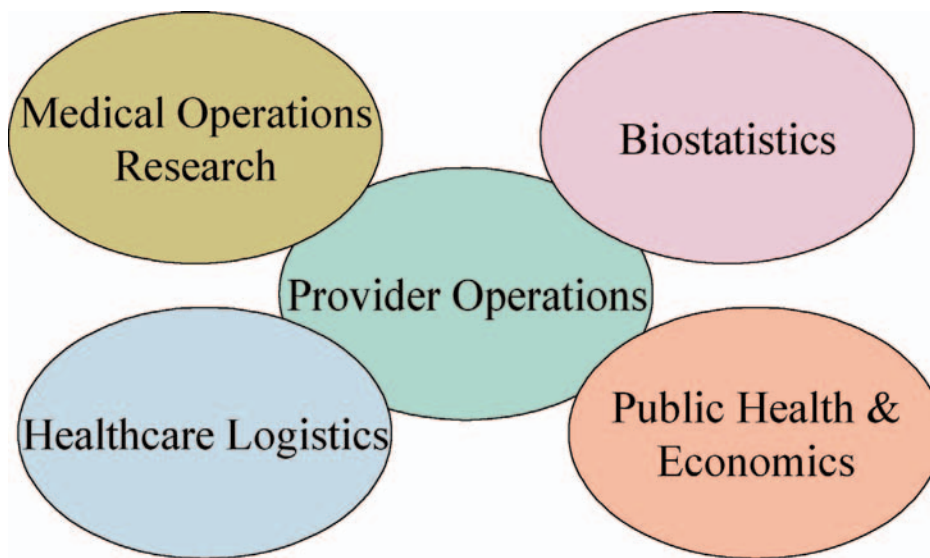 Medical Operations
Research
Biostatistics
Provider Operations
Healthcare Logistics
Public Health &
Economics